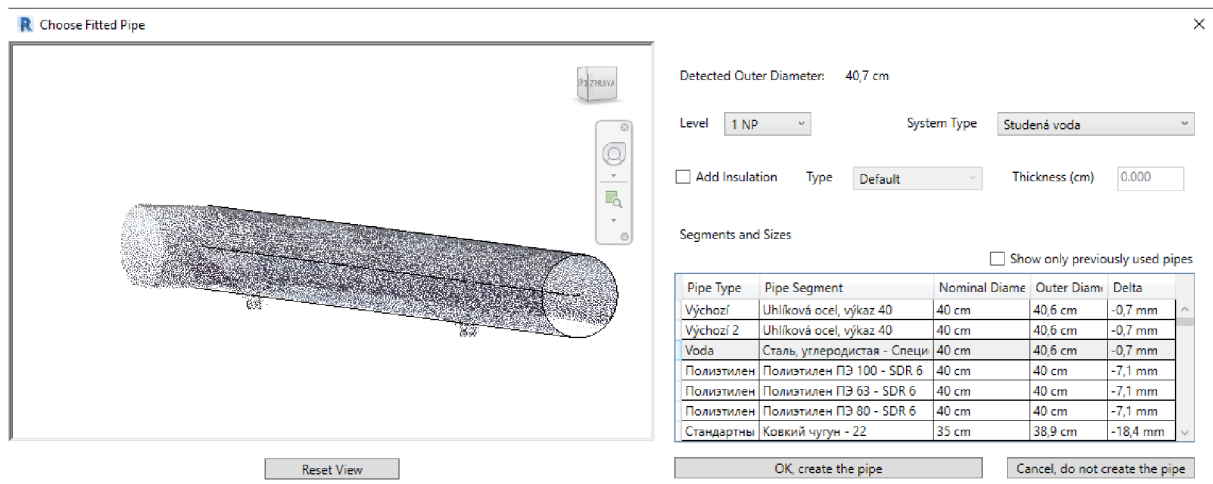 Choose Fitted Pipe
ZPRAVA
Detected Outer Diameter: 40,7 cm
Level 1 NP System Type Studená voda
Add Insulation Type Default Thickness (cm) 0.000
Segments and Sizes
Show only previously used pipes
Pipe Type Pipe Segment Nominal Diame Outer Diam Delta
Výchozí Uhlíková ocel, výkaz 40 40 cm 40,6 cm -0,7 mm
Výchozí 2 Uhlíková ocel, výkaz 40 40 cm 40,6 cm -0,7 mm
Voda Сталь, углеродистая - Специ 40 cm 40,6 cm -0,7 mm
Полиэтилен Полиэтилен ПЭ 100 - SDR 6 40 cm 40 cm -7,1 mm
Полиэтилен Полиэтилен ПЭ 63 - SDR 6 40 cm 40 cm -7,1 mm
Полиэтилен Полиэтилен ПЭ 80 - SDR 6 40 cm 40 cm -7,1 mm
Стандартны Ковкий чугун - 22 35 cm 38,9 cm -18,4 mm
Reset View OK, create the pipe Cancel, do not create the pipe